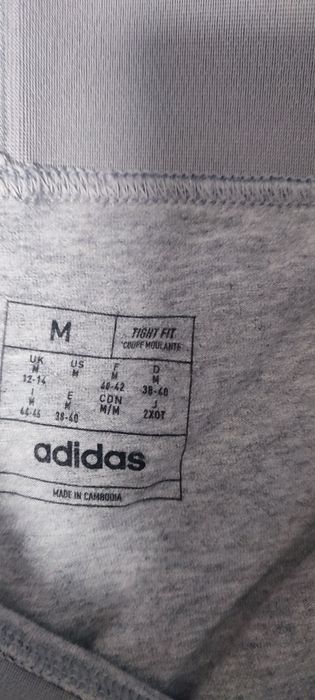 M
TIGHT FIT
*COUPE MOULANTE
UK US F D
M M M M
12-14 40-42 38-40
I E CDN J
M M M/M 2XOT
44-46 38-40
adidas
MADE IN CAMBODIA